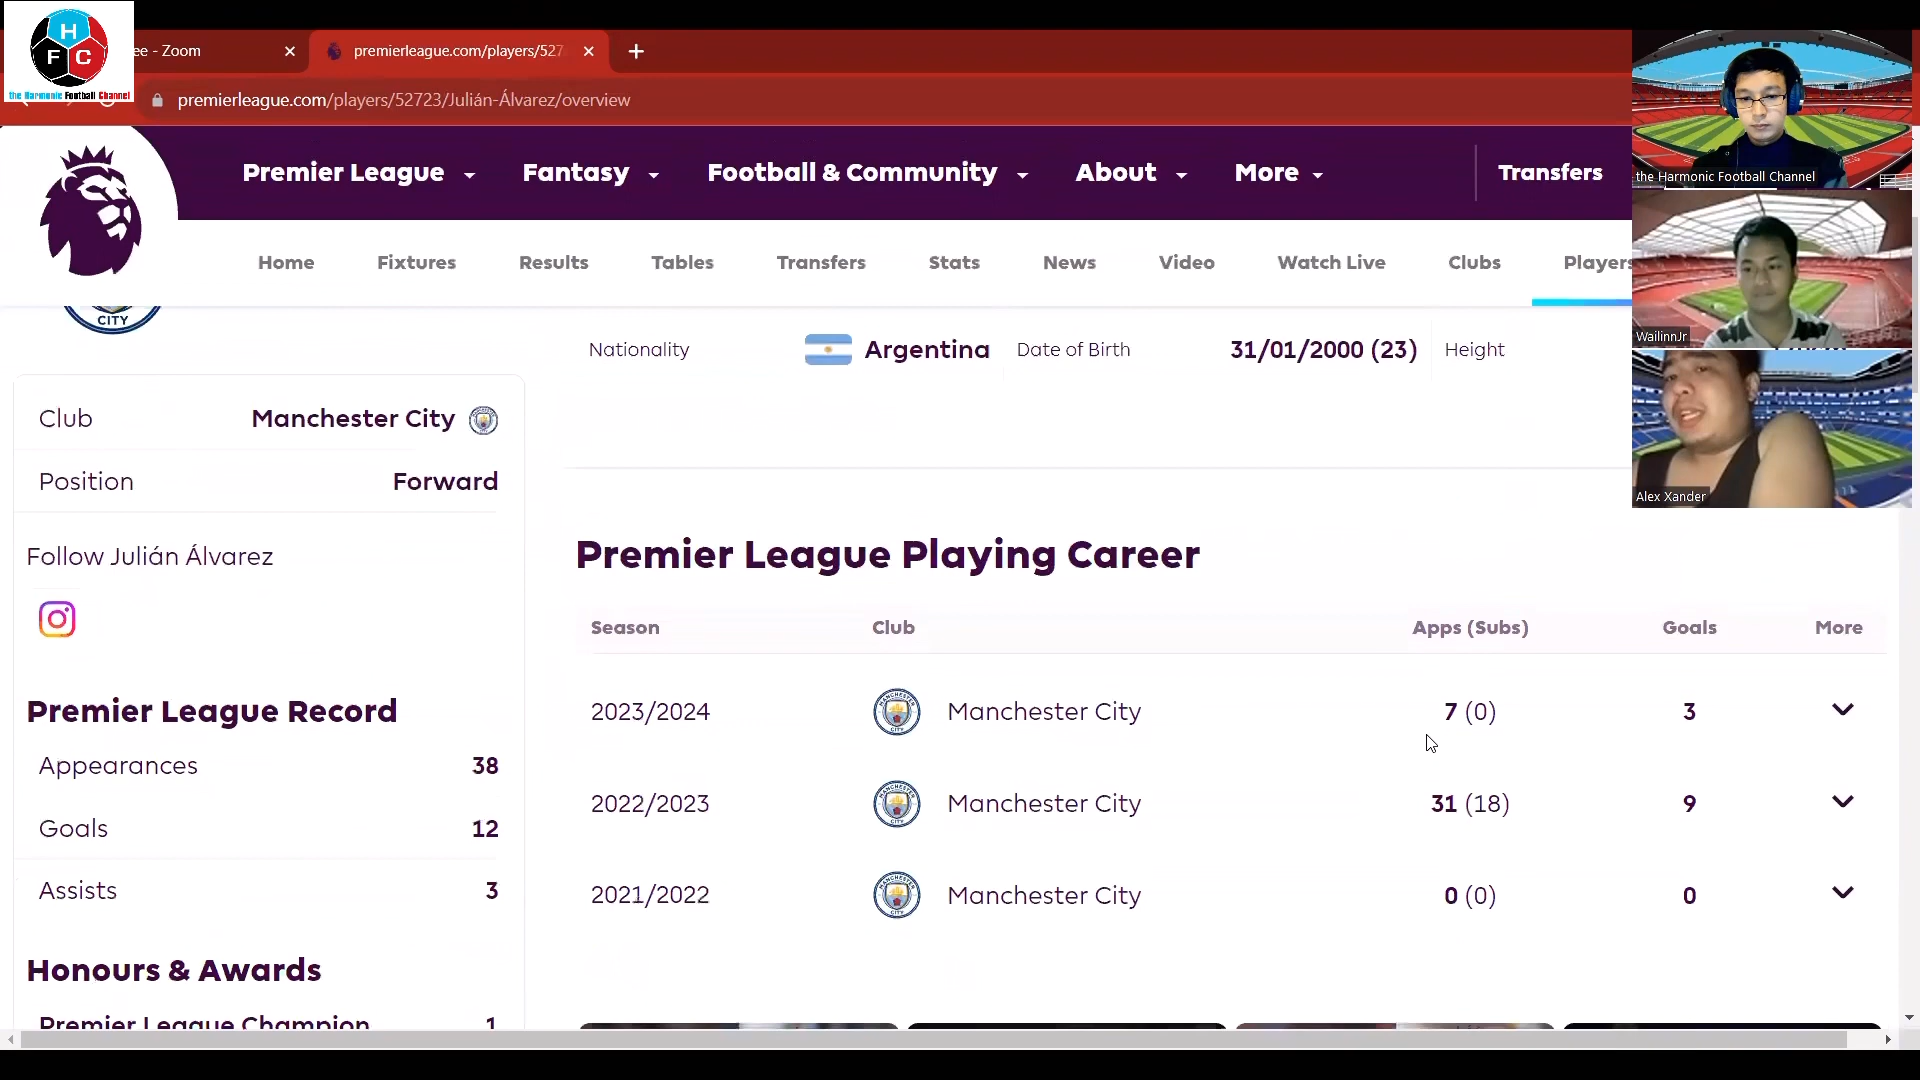 H
F C
the Harmonic Football Channel
ee - Zoom
premierleague.com/players/527
premierleague.com/players/52723/Julián-Álvarez/overview
Premier League
Fantasy
Football & Community
About
More
Transfers
Home
Fixtures
Results
Tables
Transfers
Stats
News
Video
Watch Live
Clubs
Players
the Harmonic Football Channel
WailinnJr
Alex Xander
CITY
Nationality
Argentina
Date of Birth
31/01/2000 (23)
Height
Club
Manchester City
Position
Forward
Follow Julián Álvarez
Premier League Record
Appearances 38
Goals 12
Assists 3
Honours & Awards
Premier League Champion 1
Premier League Playing Career
Season Club Apps (Subs) Goals More
2023/2024 Manchester City 7 (0) 3
2022/2023 Manchester City 31 (18) 9
2021/2022 Manchester City 0 (0) 0